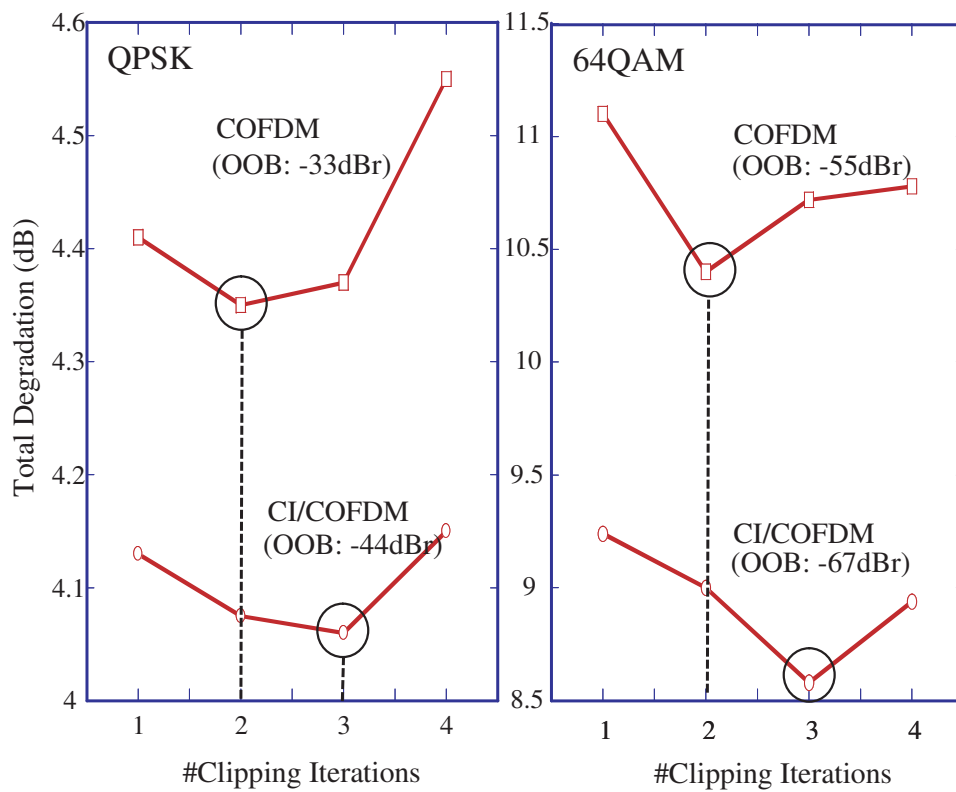 Total Degradation (dB)
4.6
4.5
4.4
4.3
4.2
4.1
4
QPSK
COFDM
(OOB: -33dBr)
CI/COFDM
(OOB: -44dBr)
1 2 3 4
#Clipping Iterations
11.5
11
10.5
10
9.5
9
8.5
64QAM
COFDM
(OOB: -55dBr)
CI/COFDM
(OOB: -67dBr)
1 2 3 4
#Clipping Iterations